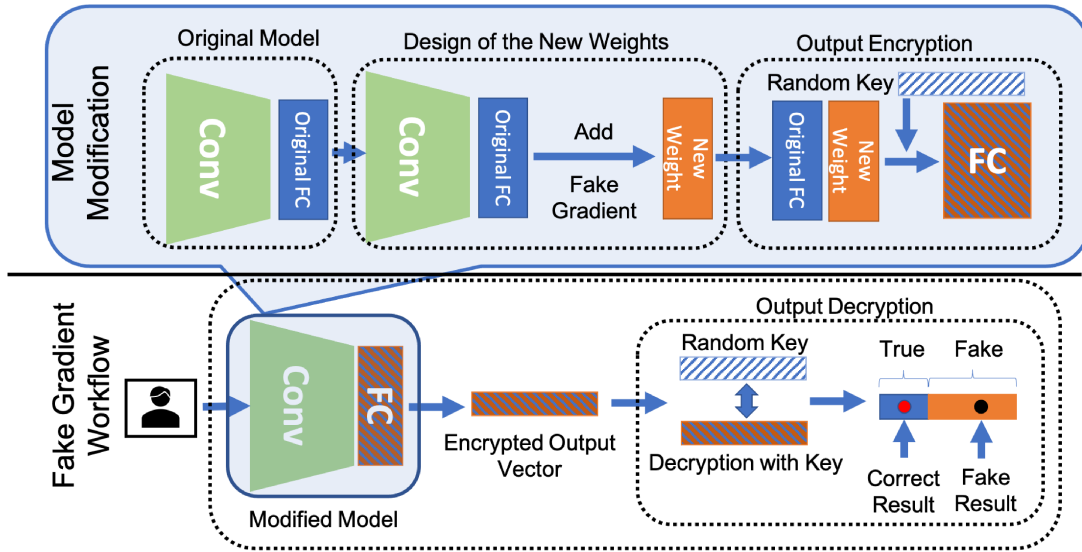 Model
Modification
Original Model
Conv
Original FC
Design of the New Weights
Conv
Original FC
Add
Fake
Gradient
New
Weight
Output Encryption
Random Key
Original FC
New
Weight
FC
Fake Gradient
Workflow
Conv
FC
Modified Model
Encrypted Output
Vector
Output Decryption
Random Key
Decryption with Key
True
Fake
Correct
Result
Fake
Result